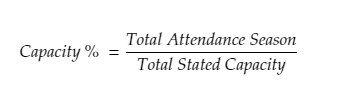 Capacity % = Total Attendance Season
Total Stated Capacity